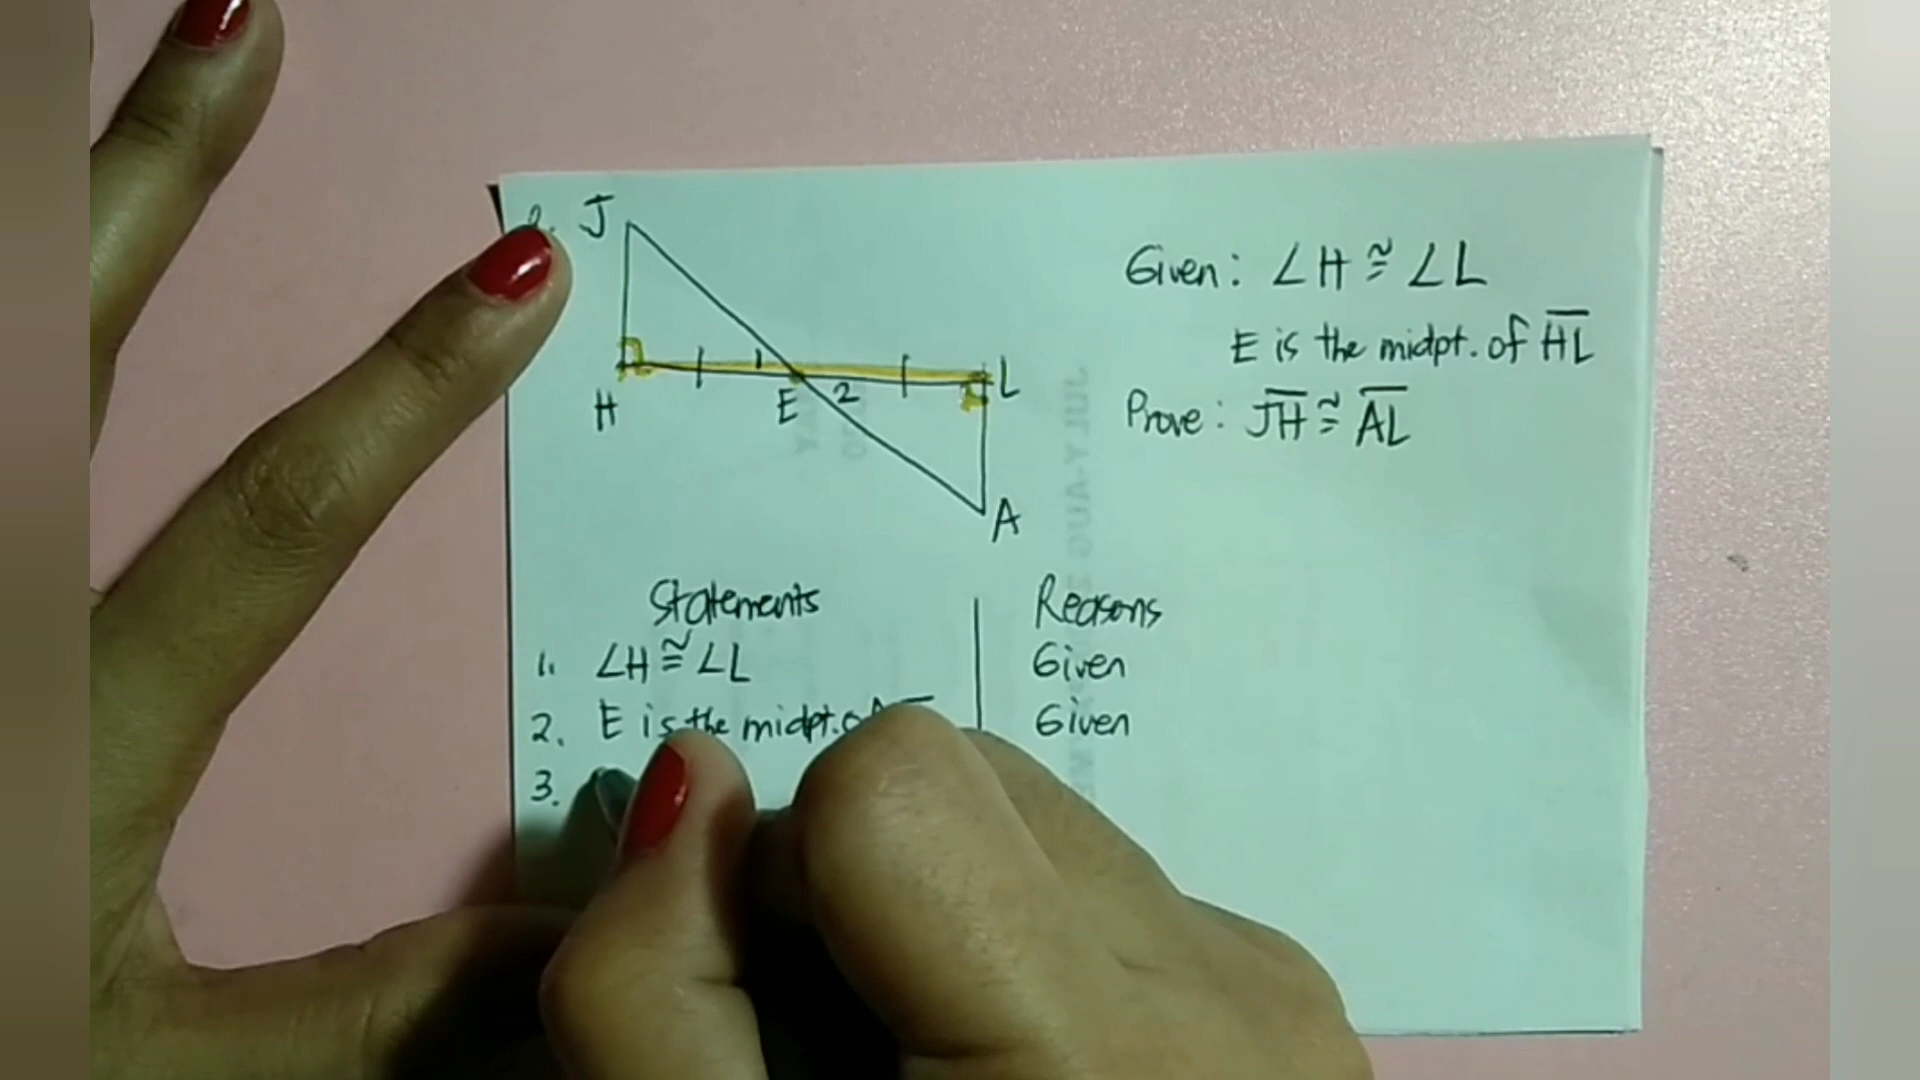 J
H
E
1
2
L
A
Given: ∠H ≅ ∠L
E is the midpt. of HL
Prove: JH ≅ AL
Statements
Reasons
1. ∠H ≅ ∠L
Given
2. E is the midpt. of
Given
3.